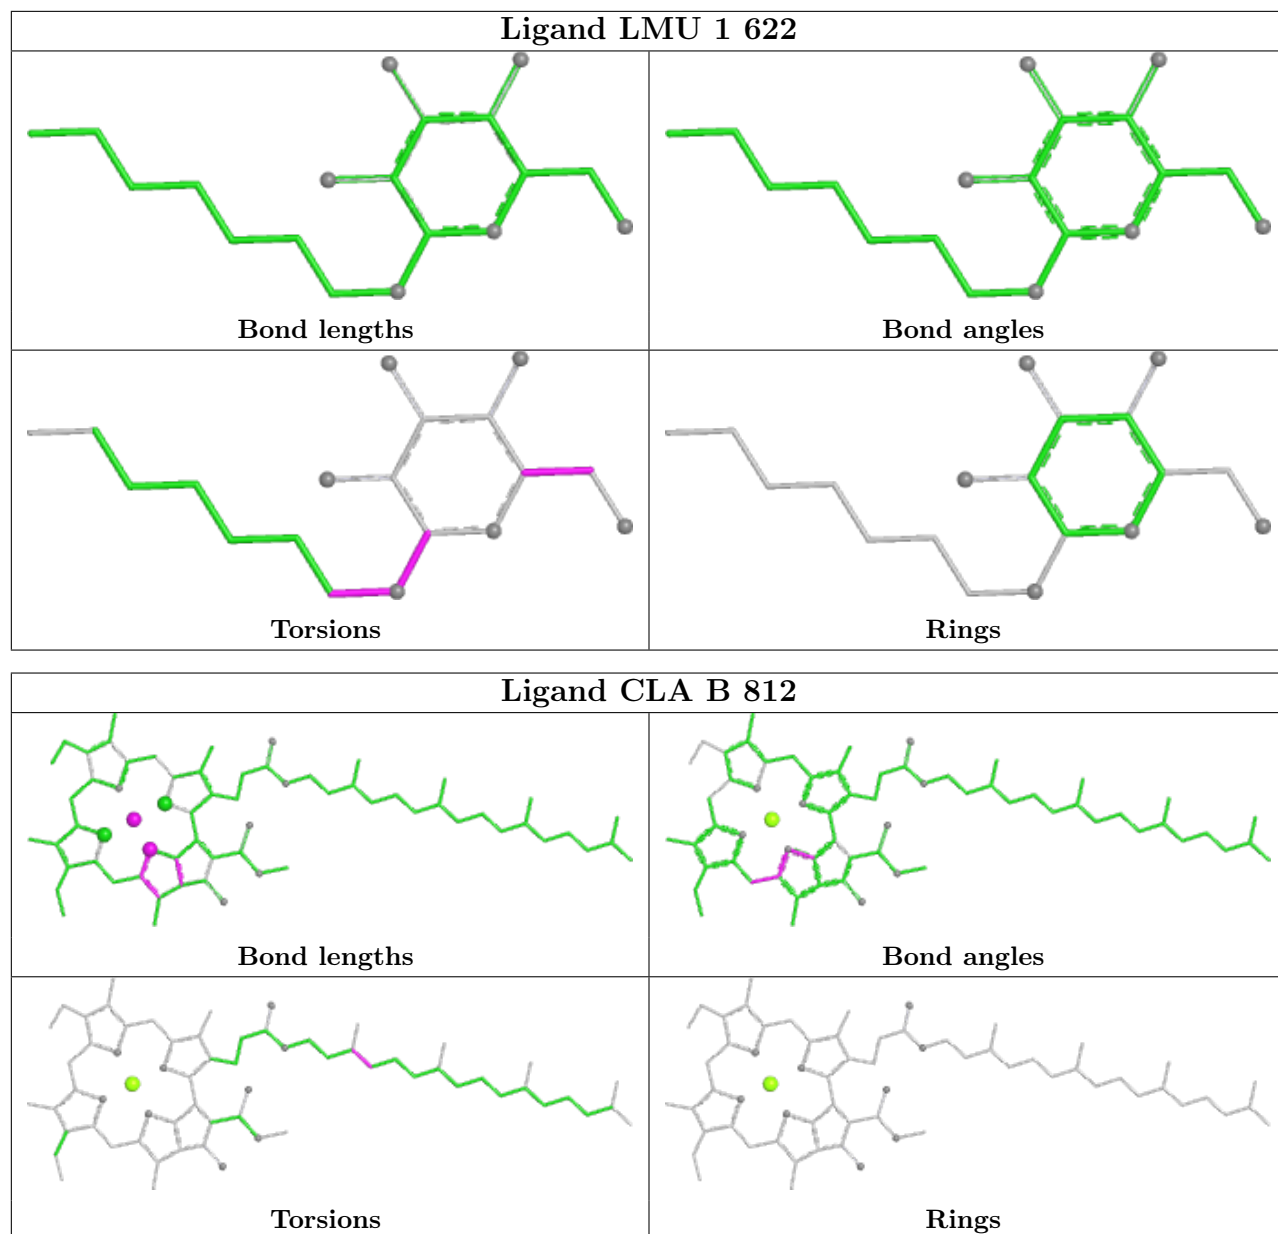 Ligand LMU 1 622
Bond lengths
Bond angles
Torsions
Rings
Ligand CLA B 812
Bond lengths
Bond angles
Torsions
Rings